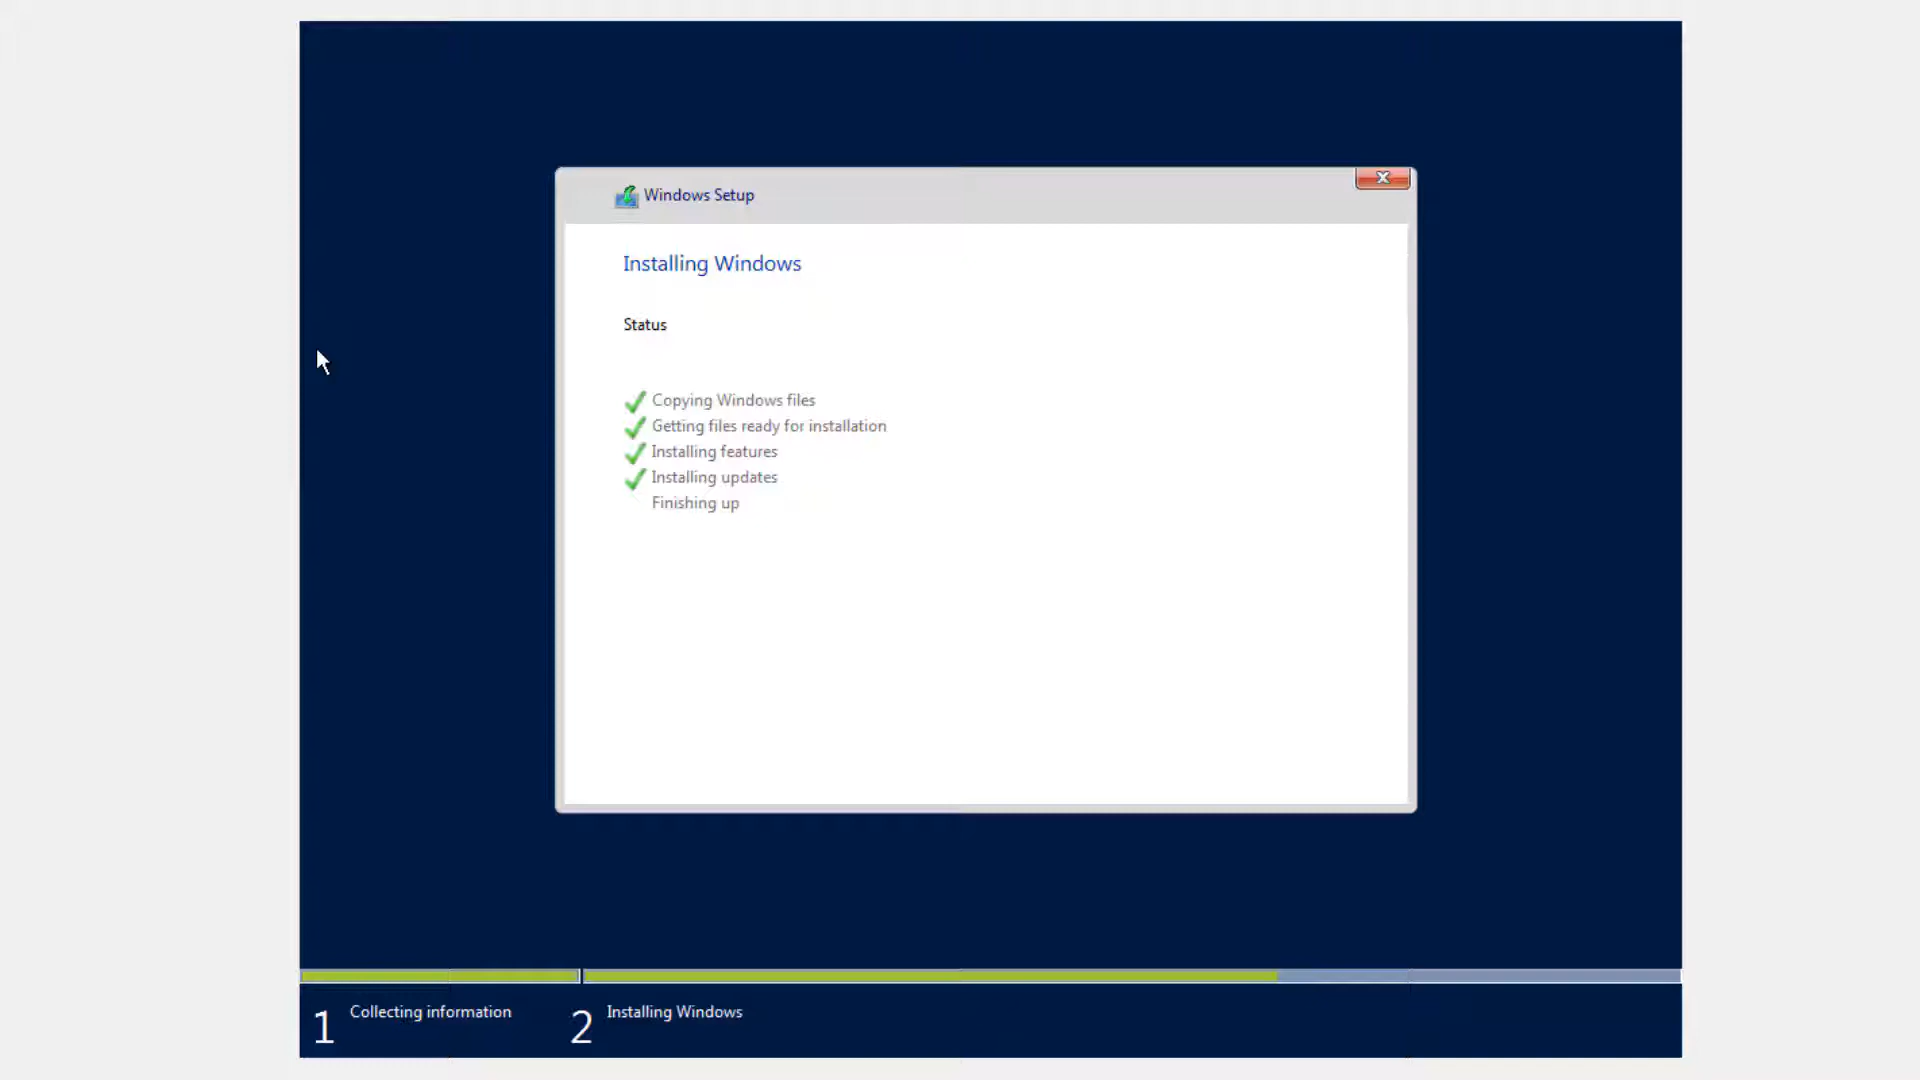 Windows Setup
Installing Windows
Status
Copying Windows files
Getting files ready for installation
Installing features
Installing updates
Finishing up
1 Collecting information
2 Installing Windows